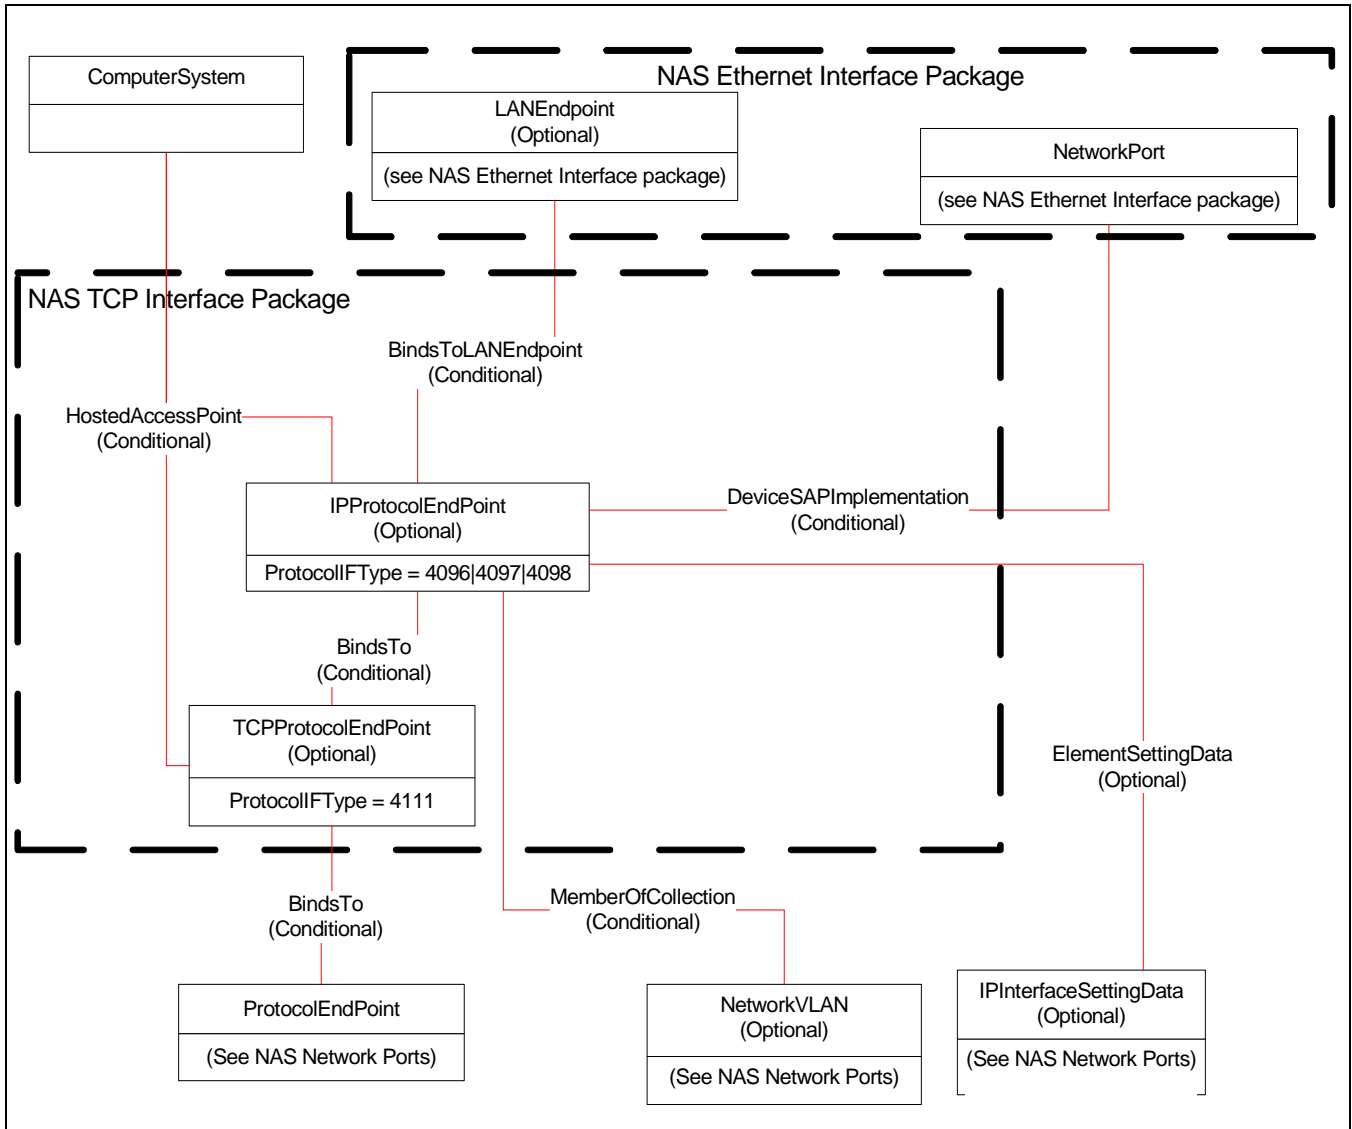 ComputerSystem
NAS Ethernet Interface Package
LANEndpoint
(Optional)
(see NAS Ethernet Interface package)
NetworkPort
(see NAS Ethernet Interface package)
NAS TCP Interface Package
BindsToLANEndpoint
(Conditional)
HostedAccessPoint
(Conditional)
IPProtocolEndPoint
(Optional)
ProtocolIFType = 4096|4097|4098
DeviceSAPImplementation
(Conditional)
BindsTo
(Conditional)
TCPProtocolEndPoint
(Optional)
ProtocolIFType = 4111
ElementSettingData
(Optional)
BindsTo
(Conditional)
MemberOfCollection
(Conditional)
ProtocolEndPoint
(See NAS Network Ports)
NetworkVLAN
(Optional)
(See NAS Network Ports)
IPInterfaceSettingData
(Optional)
(See NAS Network Ports)